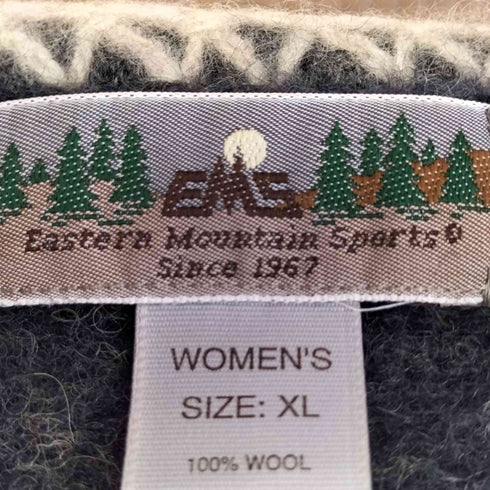 EMS
Eastern Mountain Sports®
Since 1967
WOMEN'S
SIZE: XL
100% WOOL